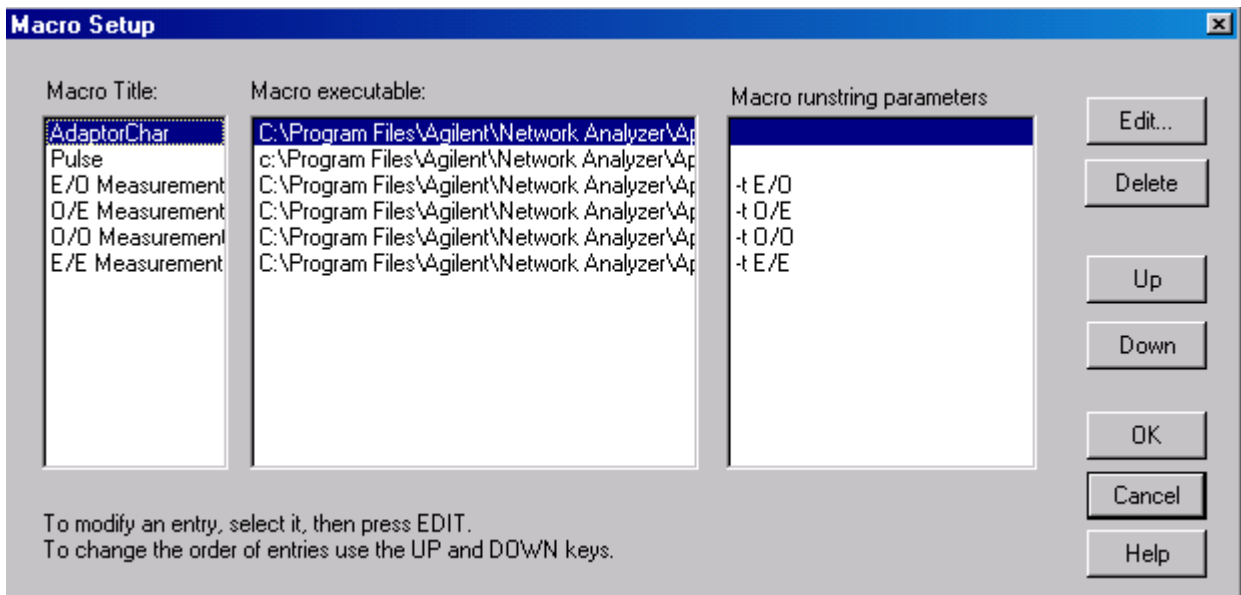 Macro Setup
Macro Title:
Macro executable:
Macro runstring parameters
AdaptorChar C:\Program Files\Agilent\Network Analyzer\Ap
Pulse c:\Program Files\Agilent\Network Analyzer\Ap
E/O Measurement C:\Program Files\Agilent\Network Analyzer\Ap -t E/O
O/E Measurement C:\Program Files\Agilent\Network Analyzer\Ap -t O/E
O/O Measurement C:\Program Files\Agilent\Network Analyzer\Ap -t O/O
E/E Measurement C:\Program Files\Agilent\Network Analyzer\Ap -t E/E
Edit...
Delete
Up
Down
OK
Cancel
Help
To modify an entry, select it, then press EDIT.
To change the order of entries use the UP and DOWN keys.